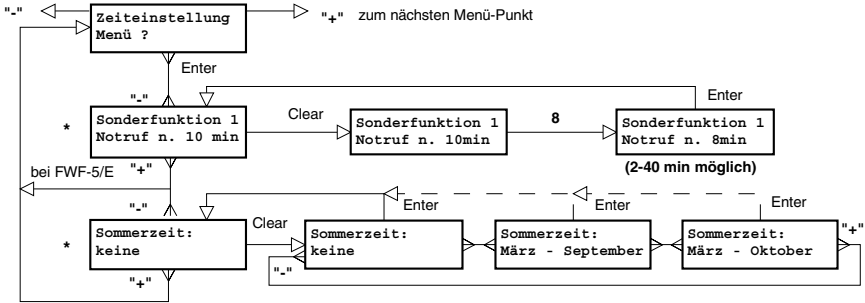 "-"
Zeiteinstellung
Menü ?
"+" zum nächsten Menü-Punkt
Enter
"-"
*
Sonderfunktion 1
Notruf n. 10 min
Clear
Sonderfunktion 1
Notruf n. 10min
8
Enter
Sonderfunktion 1
Notruf n. 8min
(2-40 min möglich)
bei FWF-5/E
"+"
"-"
*
Sommerzeit:
keine
"+"
Clear
Enter
Sommerzeit:
keine
"-"
Enter
Sommerzeit:
März - September
Enter
Sommerzeit:
März - Oktober
"+"